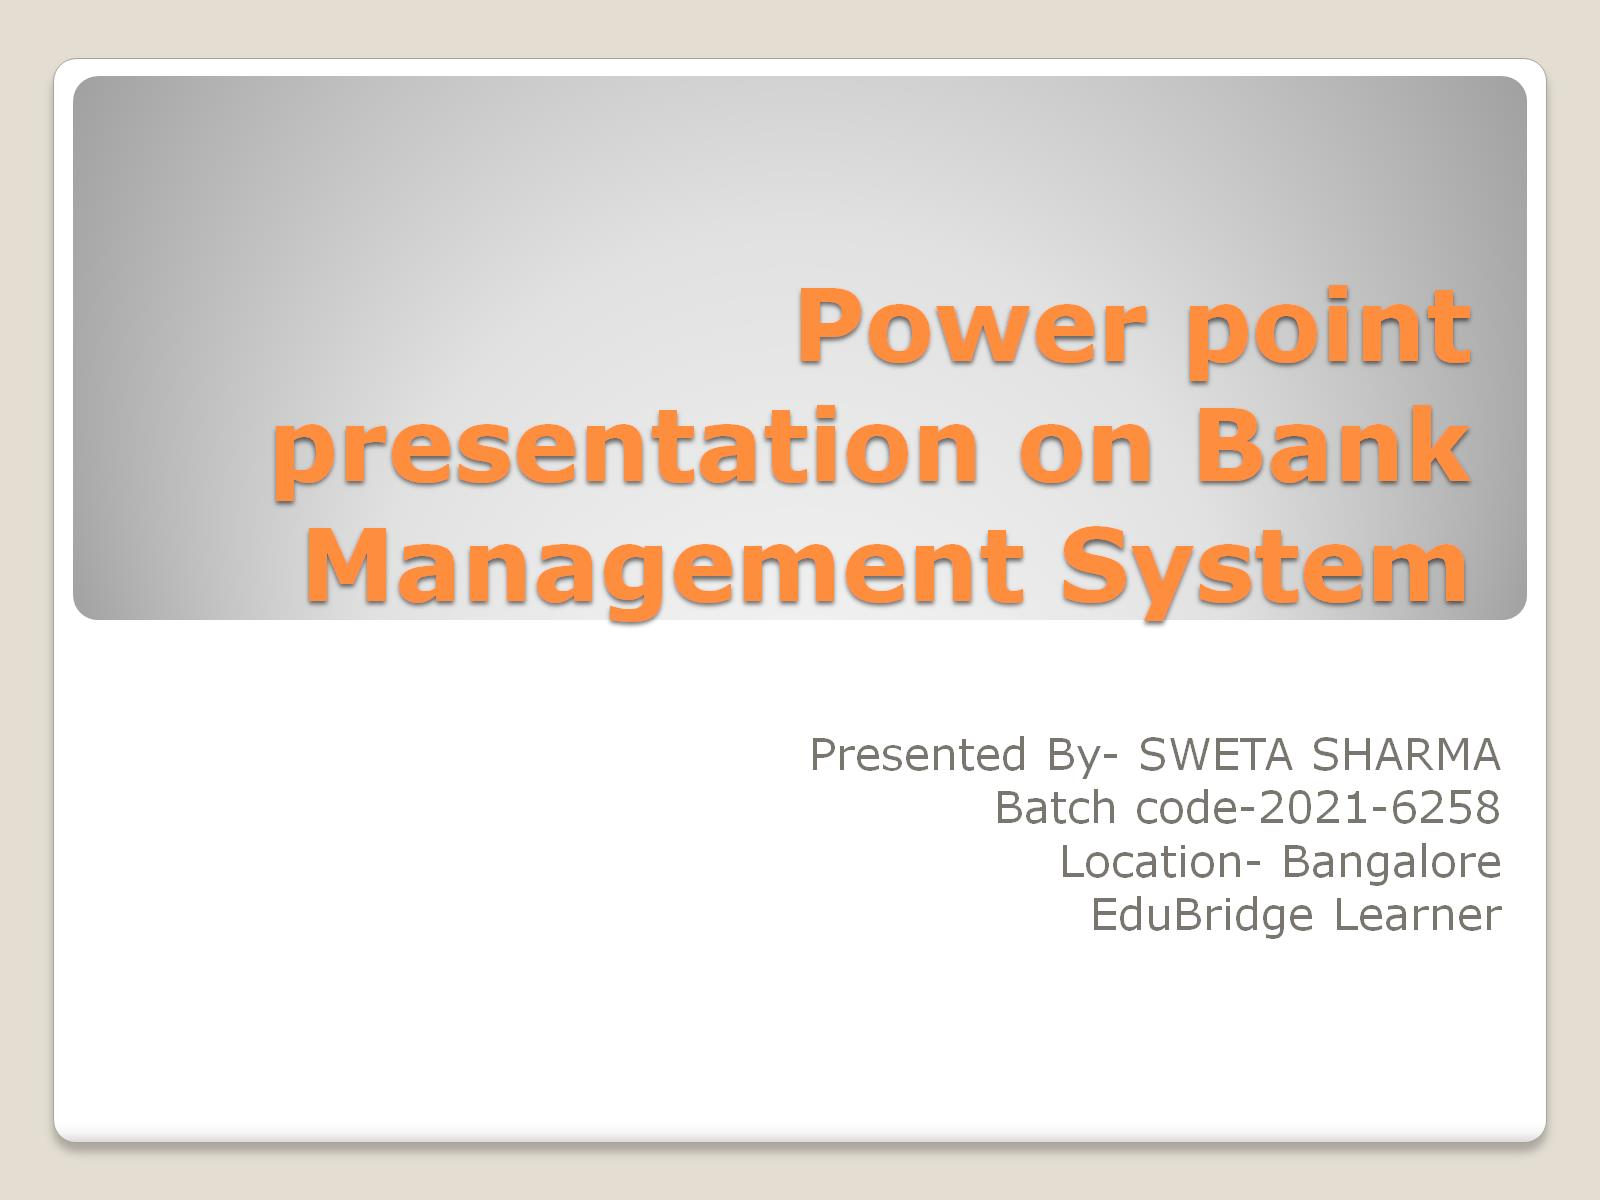 Power point
presentation on Bank
Management System
Presented By- SWETA SHARMA
Batch code-2021-6258
Location- Bangalore
EduBridge Learner